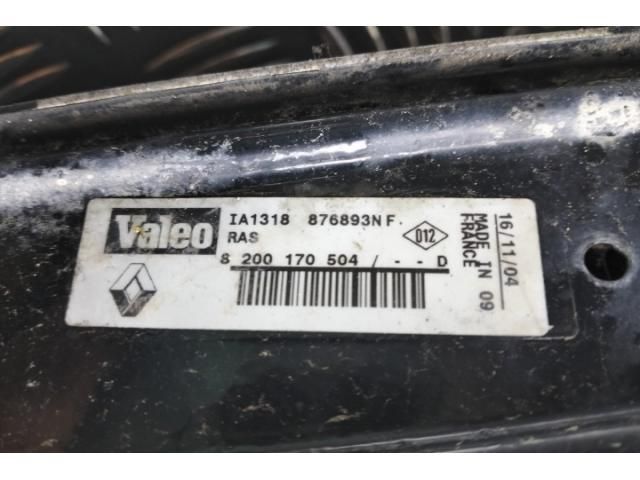 Valeo
IA1318 876893NF.
RAS
8 200 170 504 / - - D
D12
MADE IN
FRANCE 09
16/11/04